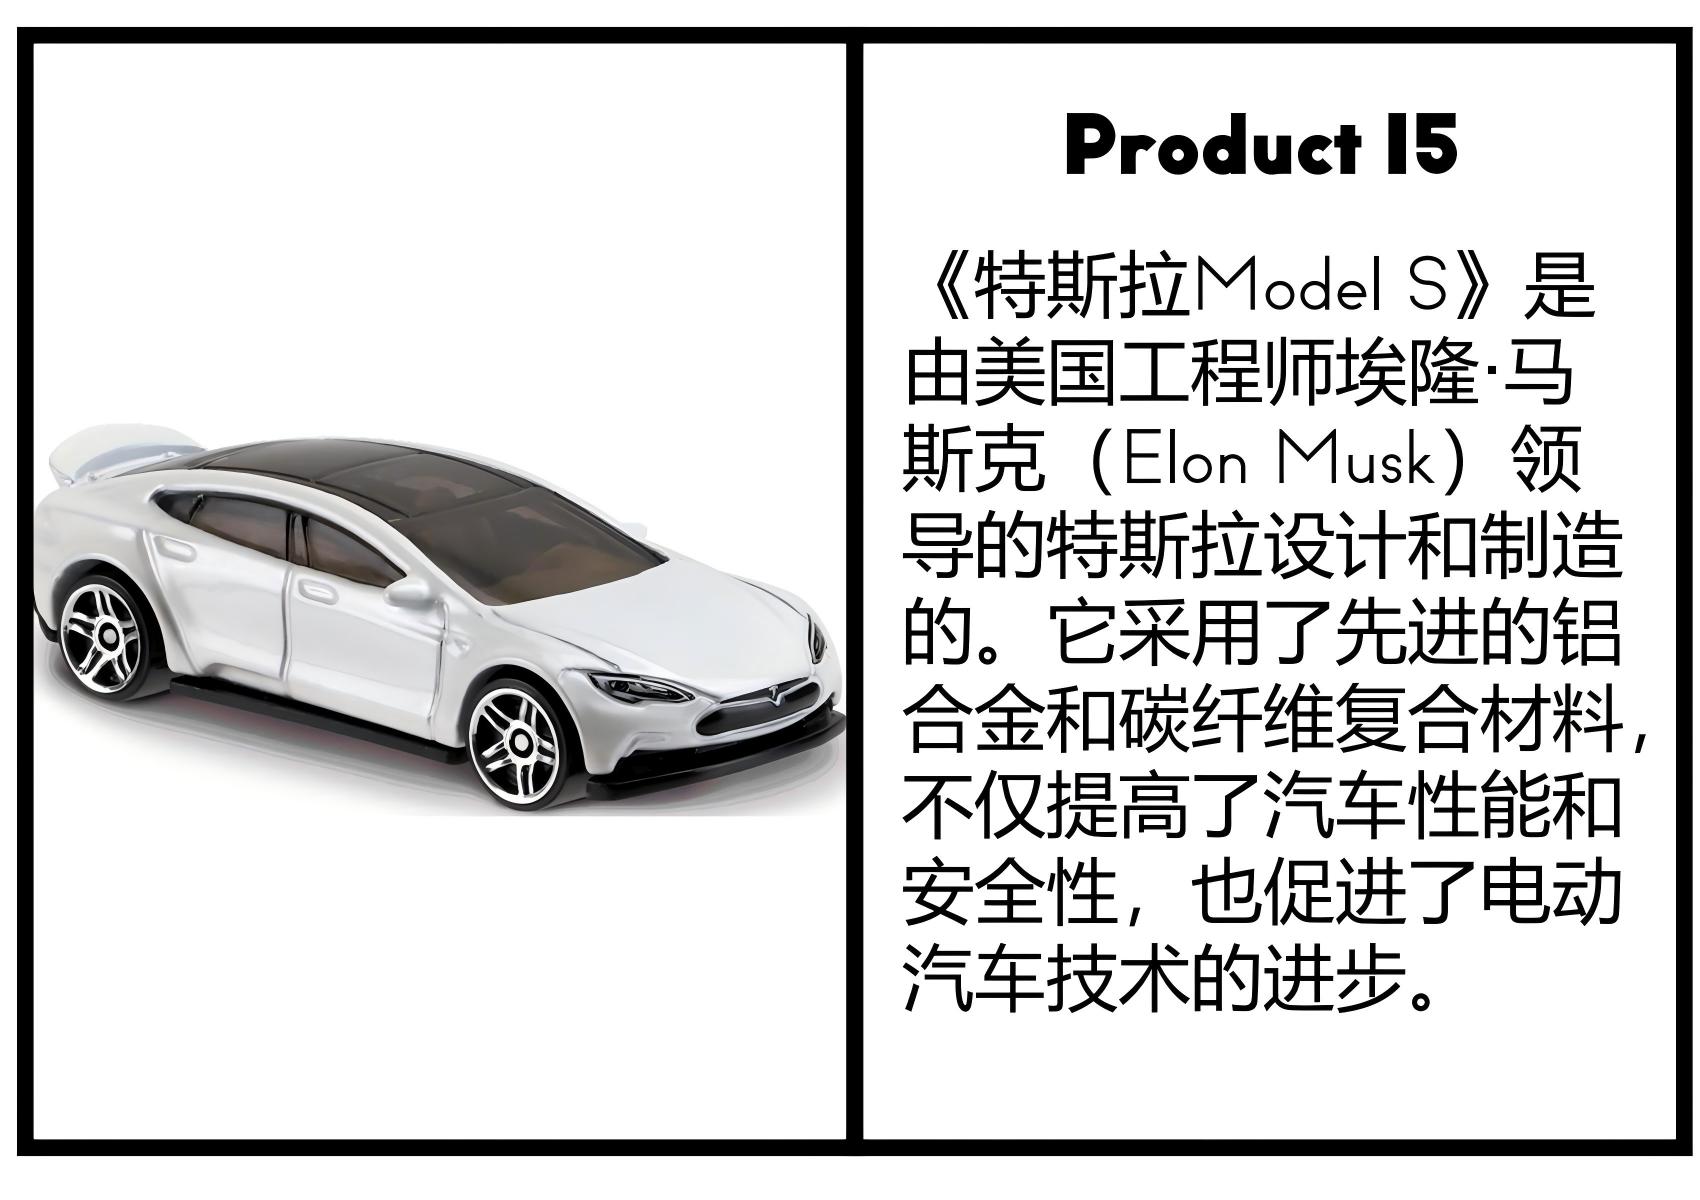 Product 15
《特斯拉Model S》是
由美国工程师埃隆·马
斯克（Elon Musk）领
导的特斯拉设计和制造
的。它采用了先进的铝
合金和碳纤维复合材料，
不仅提高了汽车性能和
安全性，也促进了电动
汽车技术的进步。